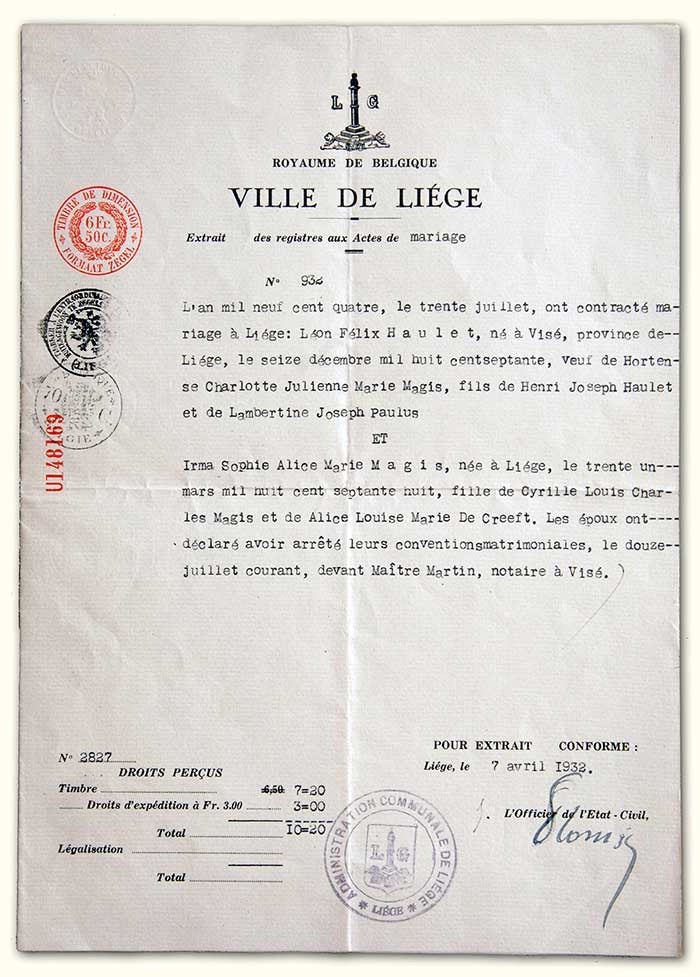 L G
ROYAUME DE BELGIQUE
VILLE DE LIÉGE
Extrait des registres aux Actes de mariage
TIMBRE DE DIMENSION
6 Fr.
50 C.
FORMAAT ZEGEL
N° 932
L'an mil neuf cent quatre, le trente juillet, ont contracté ma-
riage à Liége: Léon Félix H a u l e t, né à Visé, province de--
Liége, le seize décembre mil huit centseptante, veuf de Horten-
se Charlotte Julienne Marie Magis, fils de Henri Joseph Haulet
et de Lambertine Joseph Paulus
ET
Irma Sophie Alice Marie M a g i s, née à Liége, le trente un---
mars mil huit cent septante huit, fille de Cyrille Louis Char-
les Magis et de Alice Louise Marie De Creeft. Les époux ont----
déclaré avoir arrêté leurs conventionsmatrimoniales, le douze--
juillet courant, devant Maître Martin, notaire à Visé.
U148169
POUR EXTRAIT CONFORME :
Liége, le 7 avril 1932.
L'Officier de l'Etat-Civil,
N° 2827
DROITS PERÇUS
Timbre 6,50 7=20
Droits d'expédition à Fr. 3.00 3=00
Total 10=20
Légalisation
Total
ADMINISTRATION COMMUNALE DE LIÉGE
L G
LIÉGE